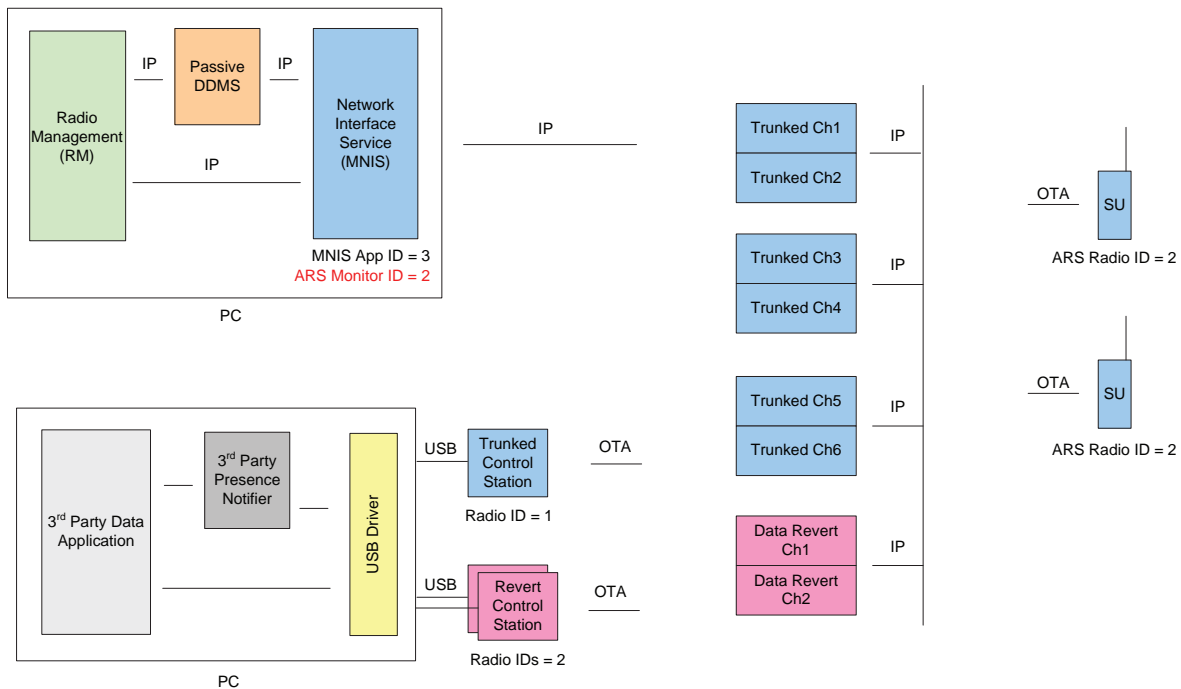 IP
Passive
DDMS
IP
Radio
Management
(RM)
Network
Interface
Service
(MNIS)
IP
MNIS App ID = 3
ARS Monitor ID = 2
PC
IP
Trunked Ch1
Trunked Ch2
IP
Trunked Ch3
Trunked Ch4
IP
Trunked Ch5
Trunked Ch6
IP
Data Revert
Ch1
Data Revert
Ch2
IP
OTA
SU
ARS Radio ID = 2
OTA
SU
ARS Radio ID = 2
3rd Party Data
Application
3rd Party
Presence
Notifier
USB Driver
USB
Trunked
Control
Station
Radio ID = 1
OTA
USB
Revert
Control
Station
Radio IDs = 2
OTA
PC